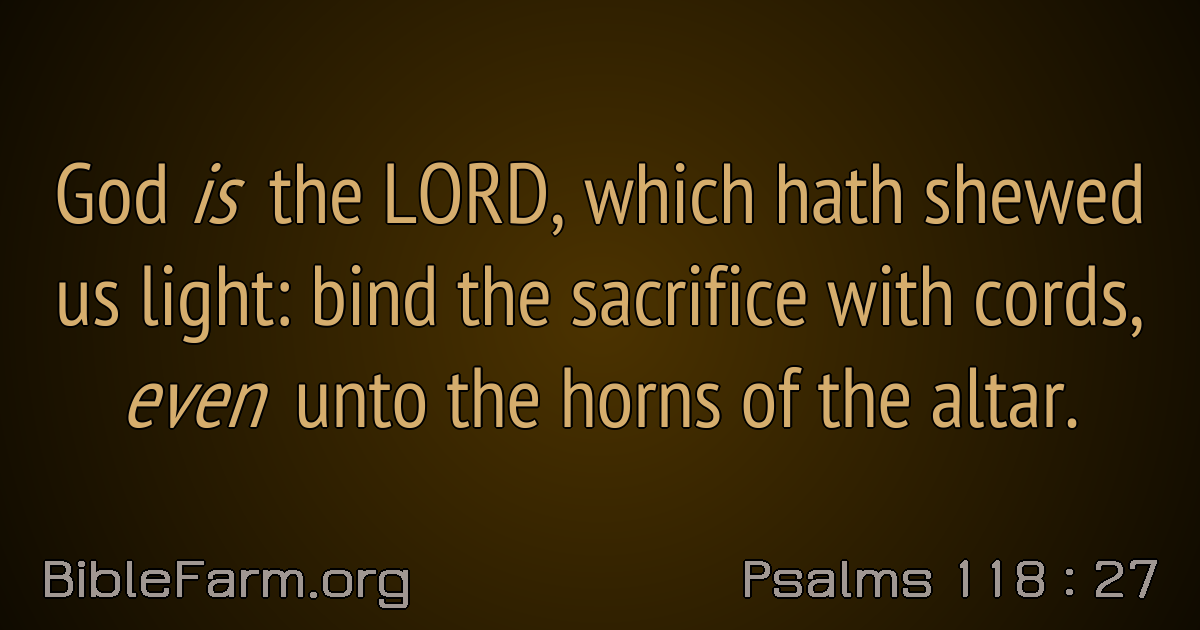 God is the LORD, which hath shewed
us light: bind the sacrifice with cords,
even unto the horns of the altar.
BibleFarm.org
Psalms 118 : 27